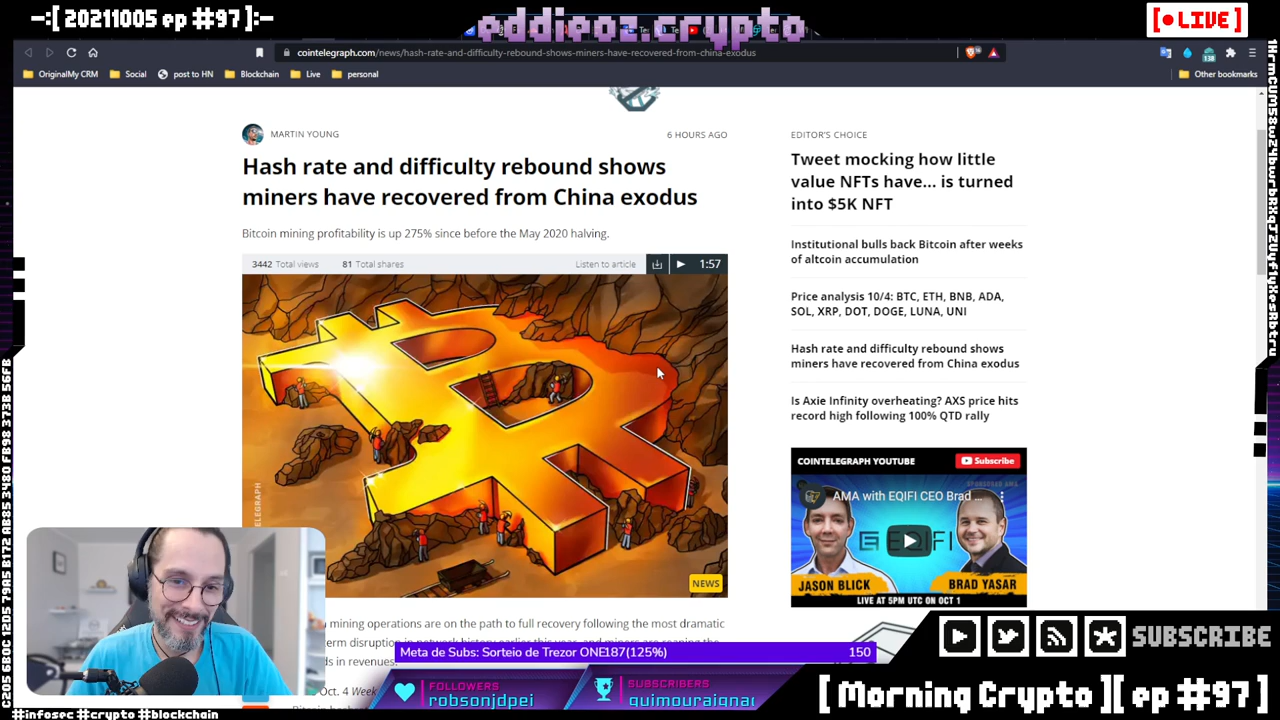 -:[ 20211005 ep #97]:-
eddieoz.crypto
[● LIVE]
cointelegraph.com/news/hash-rate-and-difficulty-rebound-shows-miners-have-recovered-from-china-exodus
138
OriginalMy CRM
Social
post to HN
Blockchain
Live
personal
Other bookmarks
MARTIN YOUNG
6 HOURS AGO
Hash rate and difficulty rebound shows
miners have recovered from China exodus
Bitcoin mining profitability is up 275% since before the May 2020 halving.
3442 Total views
81 Total shares
Listen to article
1:57
NEWS
EDITOR'S CHOICE
Tweet mocking how little
value NFTs have... is turned
into $5K NFT
Institutional bulls back Bitcoin after weeks
of altcoin accumulation
Price analysis 10/4: BTC, ETH, BNB, ADA,
SOL, XRP, DOT, DOGE, LUNA, UNI
Hash rate and difficulty rebound shows
miners have recovered from China exodus
Is Axie Infinity overheating? AXS price hits
record high following 100% QTD rally
COINTELEGRAPH YOUTUBE
Subscribe
SPONSORED AMA
AMA with EQIFI CEO Brad ...
EQIFI
JASON BLICK
BRAD YASAR
LIVE AT 5PM UTC ON OCT 1
mining operations are on the path to full recovery following the most dramatic
Meta de Subs: Sorteio de Trezor ONE187(125%)
150
FOLLOWERS
robsonjdpei
SUBSCRIBERS
SUBSCRIBE
[ Morning Crypto ][ ep #97]
#infosec #crypto #blockchain